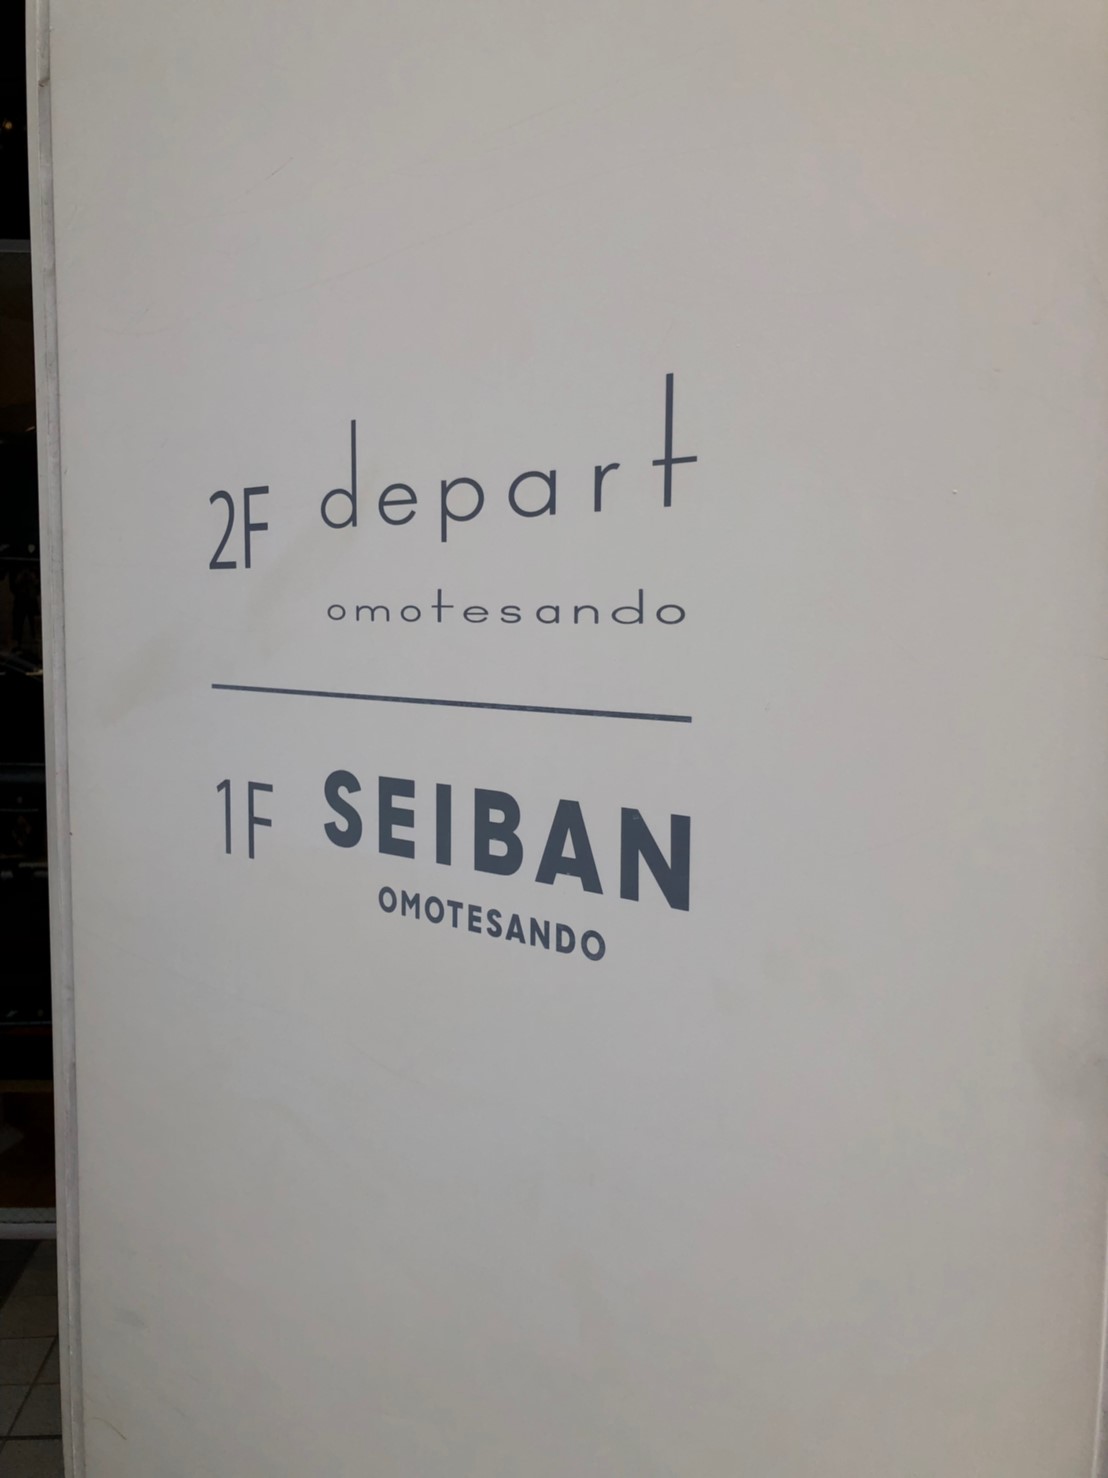 2F depart
omotesando
1F SEIBAN
OMOTESANDO